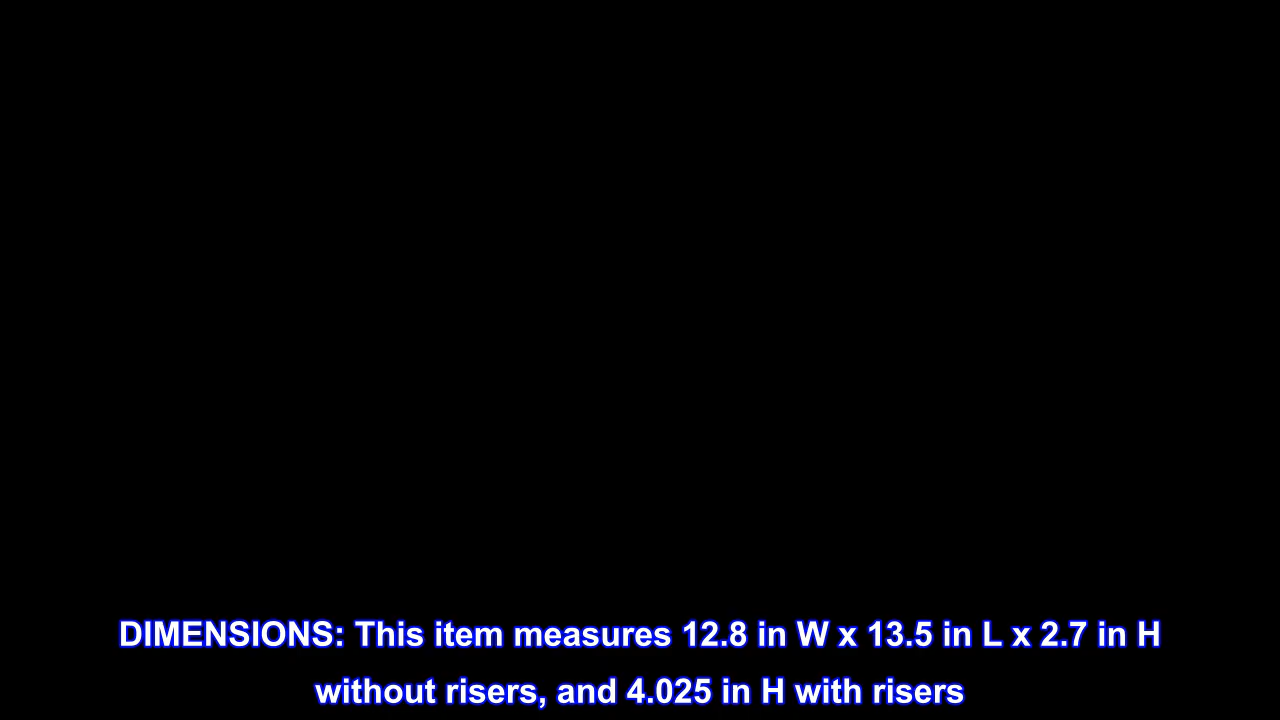 DIMENSIONS: This item measures 12.8 in W x 13.5 in L x 2.7 in H
without risers, and 4.025 in H with risers